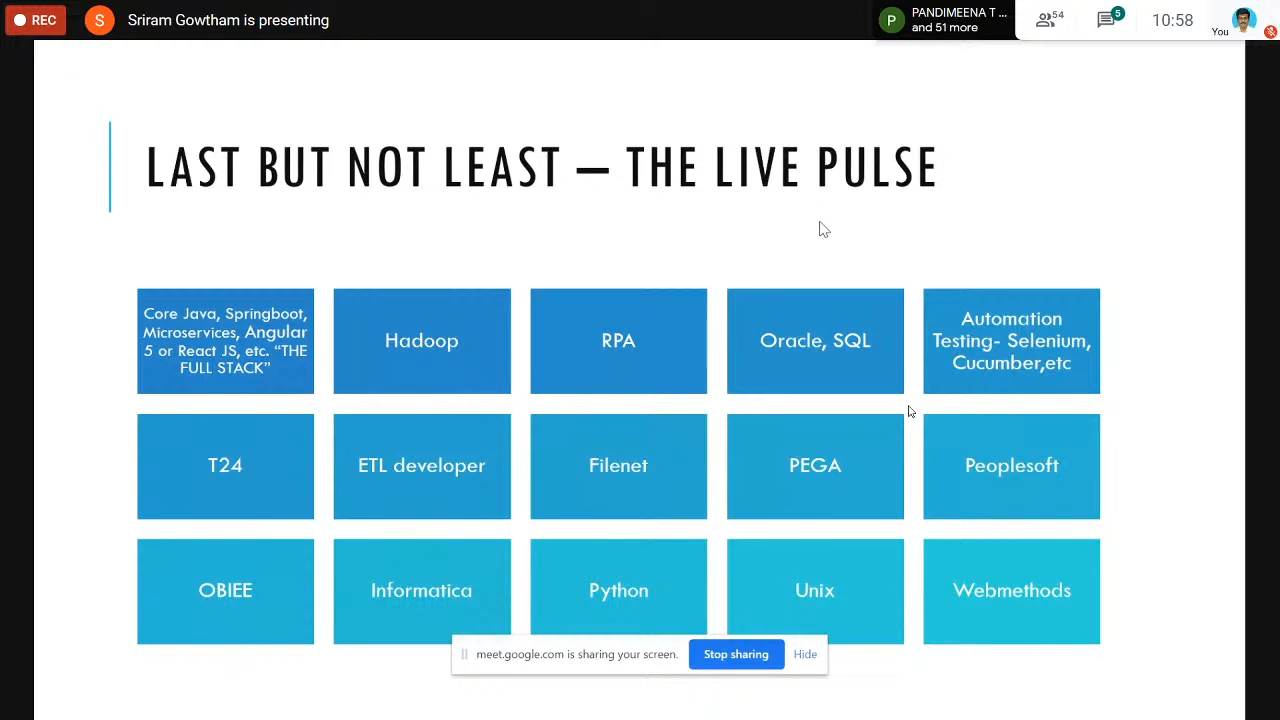 REC
S
Sriram Gowtham is presenting
P
PANDIMEENA T ...
and 51 more
54
5
10:58
You
LAST BUT NOT LEAST – THE LIVE PULSE
Core Java, Springboot,
Microservices, Angular
5 or React JS, etc. “THE
FULL STACK”
Hadoop
RPA
Oracle, SQL
Automation
Testing- Selenium,
Cucumber,etc
T24
ETL developer
Filenet
PEGA
Peoplesoft
OBIEE
Informatica
Python
Unix
Webmethods
meet.google.com is sharing your screen.
Stop sharing
Hide